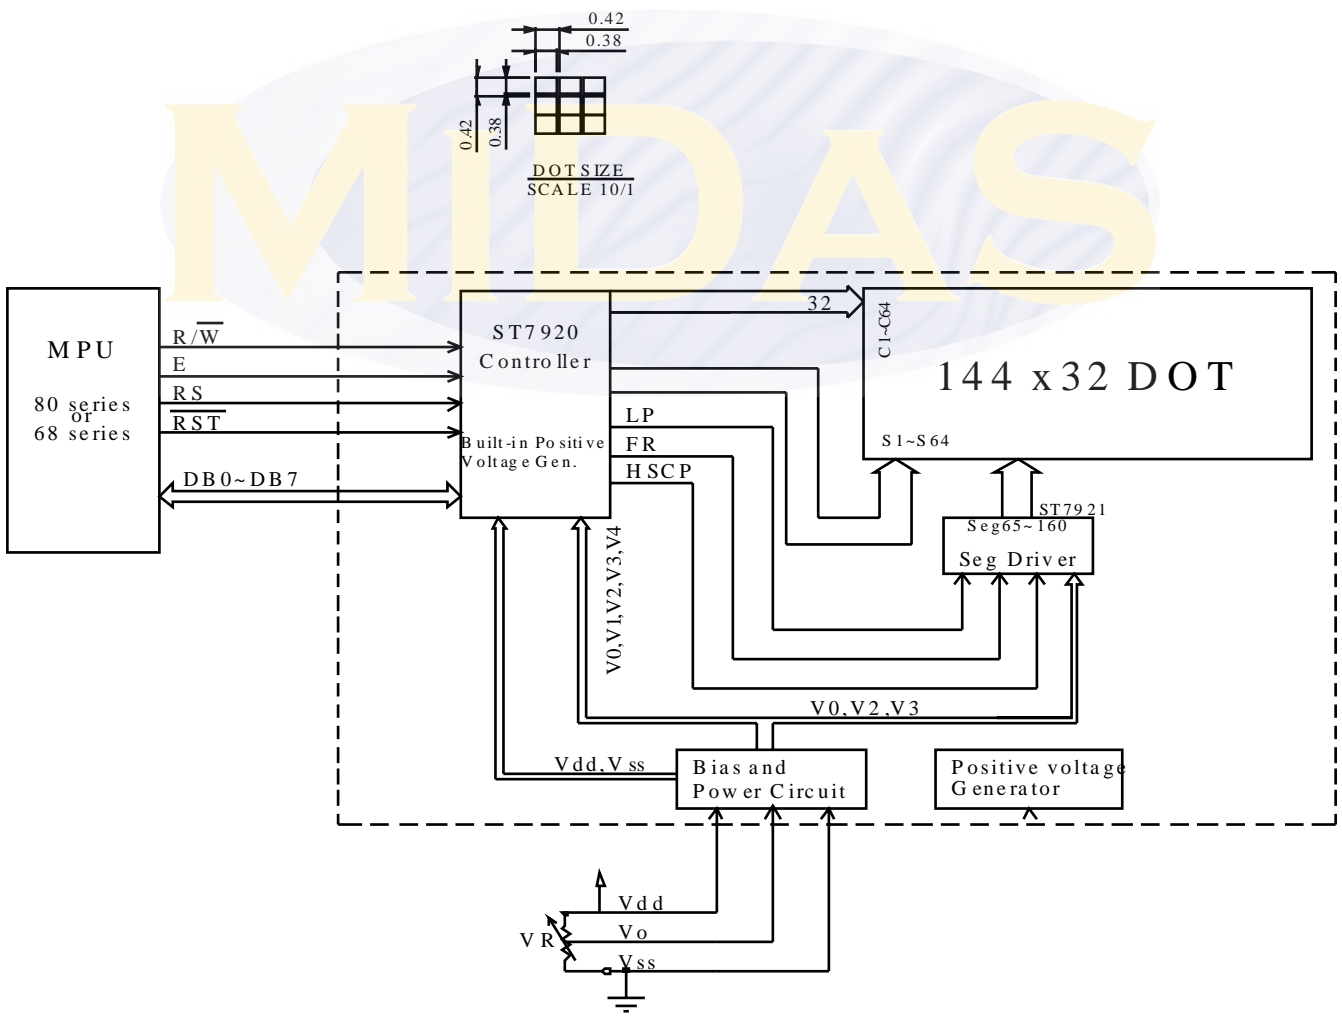 0.42
0.38
0.42
0.38
DOT SIZE
SCALE 10/1
MIDAS
MPU
80 series
or
68 series
R/W
E
RS
RST
DB0~DB7
ST7920
Controller
Built-in Positive
Voltage Gen.
32
C1~C64
144 x32 DOT
S1~S64
LP
FR
HSCP
ST7921
Seg65~160
Seg Driver
V0,V1,V2,V3,V4
V0,V2,V3
Vdd,Vss
Bias and
Power Circuit
Positive voltage
Generator
Vdd
VR
Vo
Vss